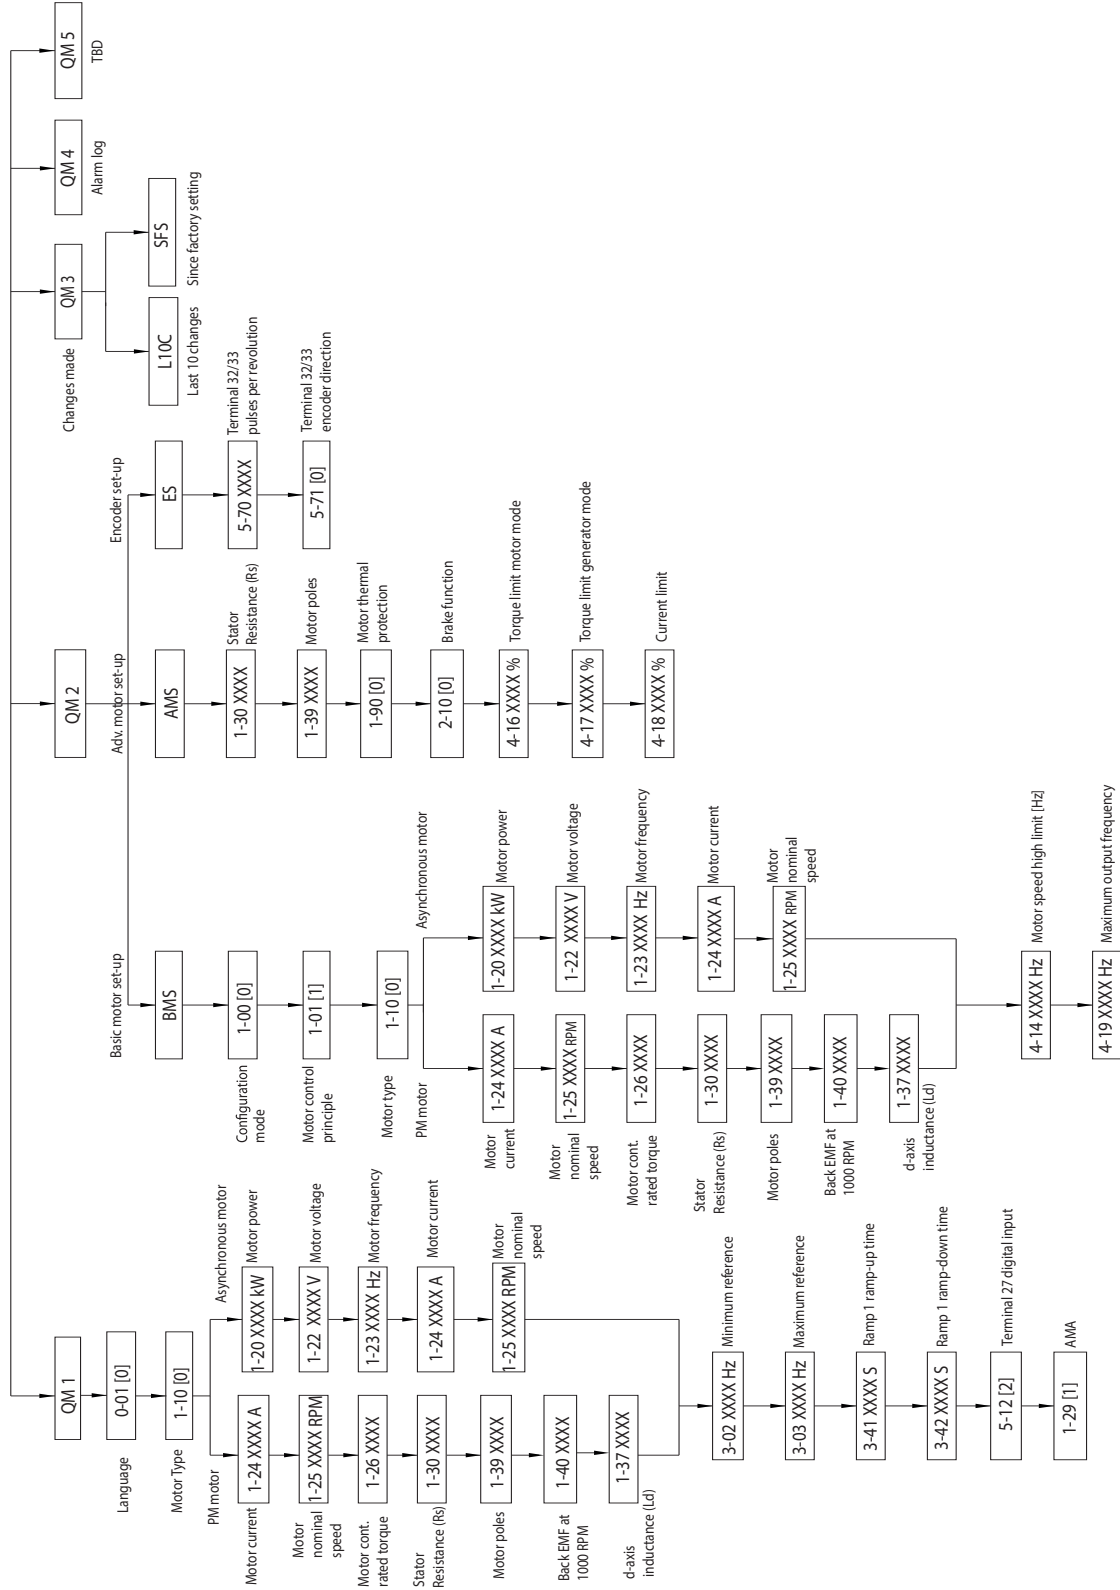 QM 1
Language
0-01 [0]
Motor Type
1-10 [0]
PM motor
Motor current
1-24 XXXX A
Motor
nominal
speed
1-25 XXXX RPM
Motor cont.
rated torque
1-26 XXXX
Stator
Resistance (Rs)
1-30 XXXX
Motor poles
1-39 XXXX
Back EMF at
1000 RPM
1-40 XXXX
d-axis
inductance (Ld)
1-37 XXXX
Asynchronous motor
1-20 XXXX kW
Motor power
1-22 XXXX V
Motor voltage
1-23 XXXX Hz
Motor frequency
1-24 XXXX A
Motor current
1-25 XXXX RPM
Motor
nominal
speed
3-02 XXXX Hz
Minimum reference
3-03 XXXX Hz
Maximum reference
3-41 XXXX S
Ramp 1 ramp-up time
3-42 XXXX S
Ramp 1 ramp-down time
5-12 [2]
Terminal 27 digital input
1-29 [1]
AMA
QM 2
Basic motor set-up
BMS
Configuration
mode
1-00 [0]
Motor control
principle
1-01 [1]
Motor type
1-10 [0]
PM motor
Motor
current
1-24 XXXX A
Motor
nominal
speed
1-25 XXXX RPM
Motor cont.
rated torque
1-26 XXXX
Stator
Resistance (Rs)
1-30 XXXX
Motor poles
1-39 XXXX
Back EMF at
1000 RPM
1-40 XXXX
d-axis
inductance (Ld)
1-37 XXXX
Asynchronous motor
1-20 XXXX kW
Motor power
1-22 XXXX V
Motor voltage
1-23 XXXX Hz
Motor frequency
1-24 XXXX A
Motor current
1-25 XXXX RPM
Motor
nominal
speed
4-14 XXXX Hz
Motor speed high limit [Hz]
4-19 XXXX Hz
Maximum output frequency
Adv. motor set-up
AMS
1-30 XXXX
Stator
Resistance (Rs)
1-39 XXXX
Motor poles
1-90 [0]
Motor thermal
protection
2-10 [0]
Brake function
4-16 XXXX %
Torque limit motor mode
4-17 XXXX %
Torque limit generator mode
4-18 XXXX %
Current limit
Encoder set-up
ES
5-70 XXXX
Terminal 32/33
pulses per revolution
5-71 [0]
Terminal 32/33
encoder direction
Changes made
QM 3
L10C
Last 10 changes
SFS
Since factory setting
QM 4
Alarm log
QM 5
TBD